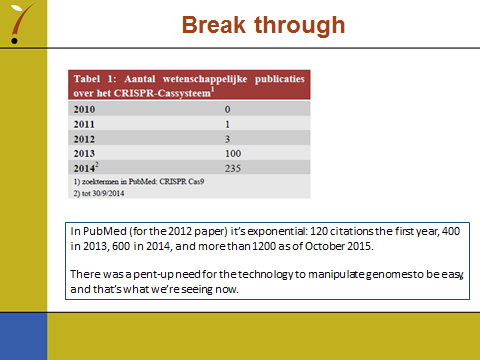 Break through
Tabel 1: Aantal wetenschappelijke publicaties
over het CRISPR-Cassysteem1
2010 0
2011 1
2012 3
2013 100
20142 235
1) zoektermen in PubMed: CRISPR Cas9
2) tot 30/9/2014
In PubMed (for the 2012 paper) it's exponential: 120 citations the first year, 400
in 2013, 600 in 2014, and more than 1200 as of October 2015.
There was a pent-up need for the technology to manipulate genomes to be easy,
and that's what we're seeing now.